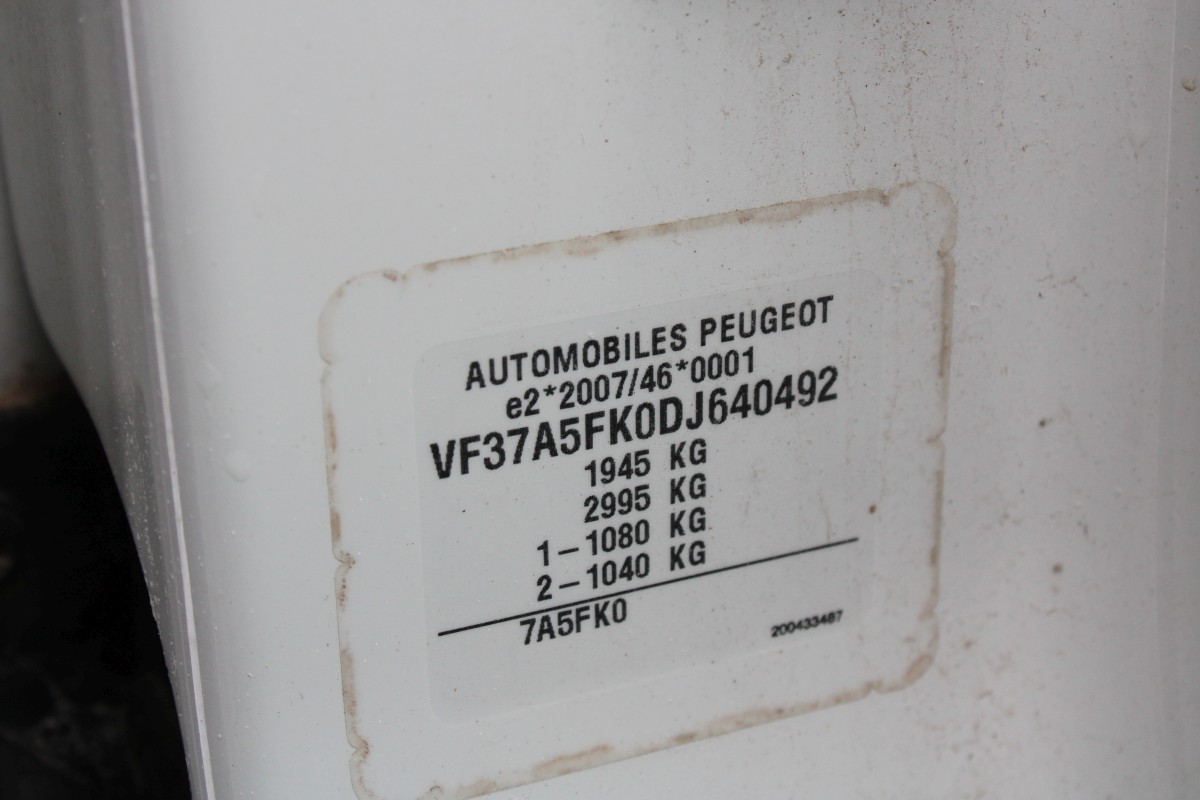 AUTOMOBILES PEUGEOT
e2*2007/46*0001
VF37A5FK0DJ640492
1945 KG
2995 KG
1-1080 KG
2-1040 KG
7A5FK0
200433487